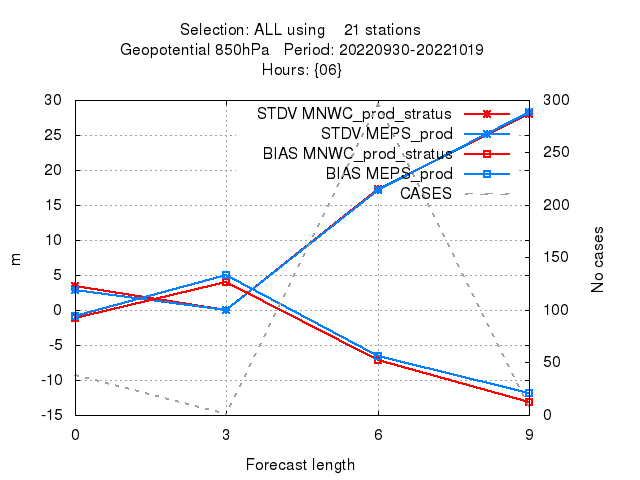 Selection: ALL using    21 stations
Geopotential 850hPa   Period: 20220930-20221019
Hours: {06}
30
25
20
15
10
5
0
-5
-10
-15
m
STDV MNWC_prod_stratus
STDV MEPS_prod
BIAS MNWC_prod_stratus
BIAS MEPS_prod
CASES
300
250
200
150
100
50
0
No cases
0 3 6 9
Forecast length